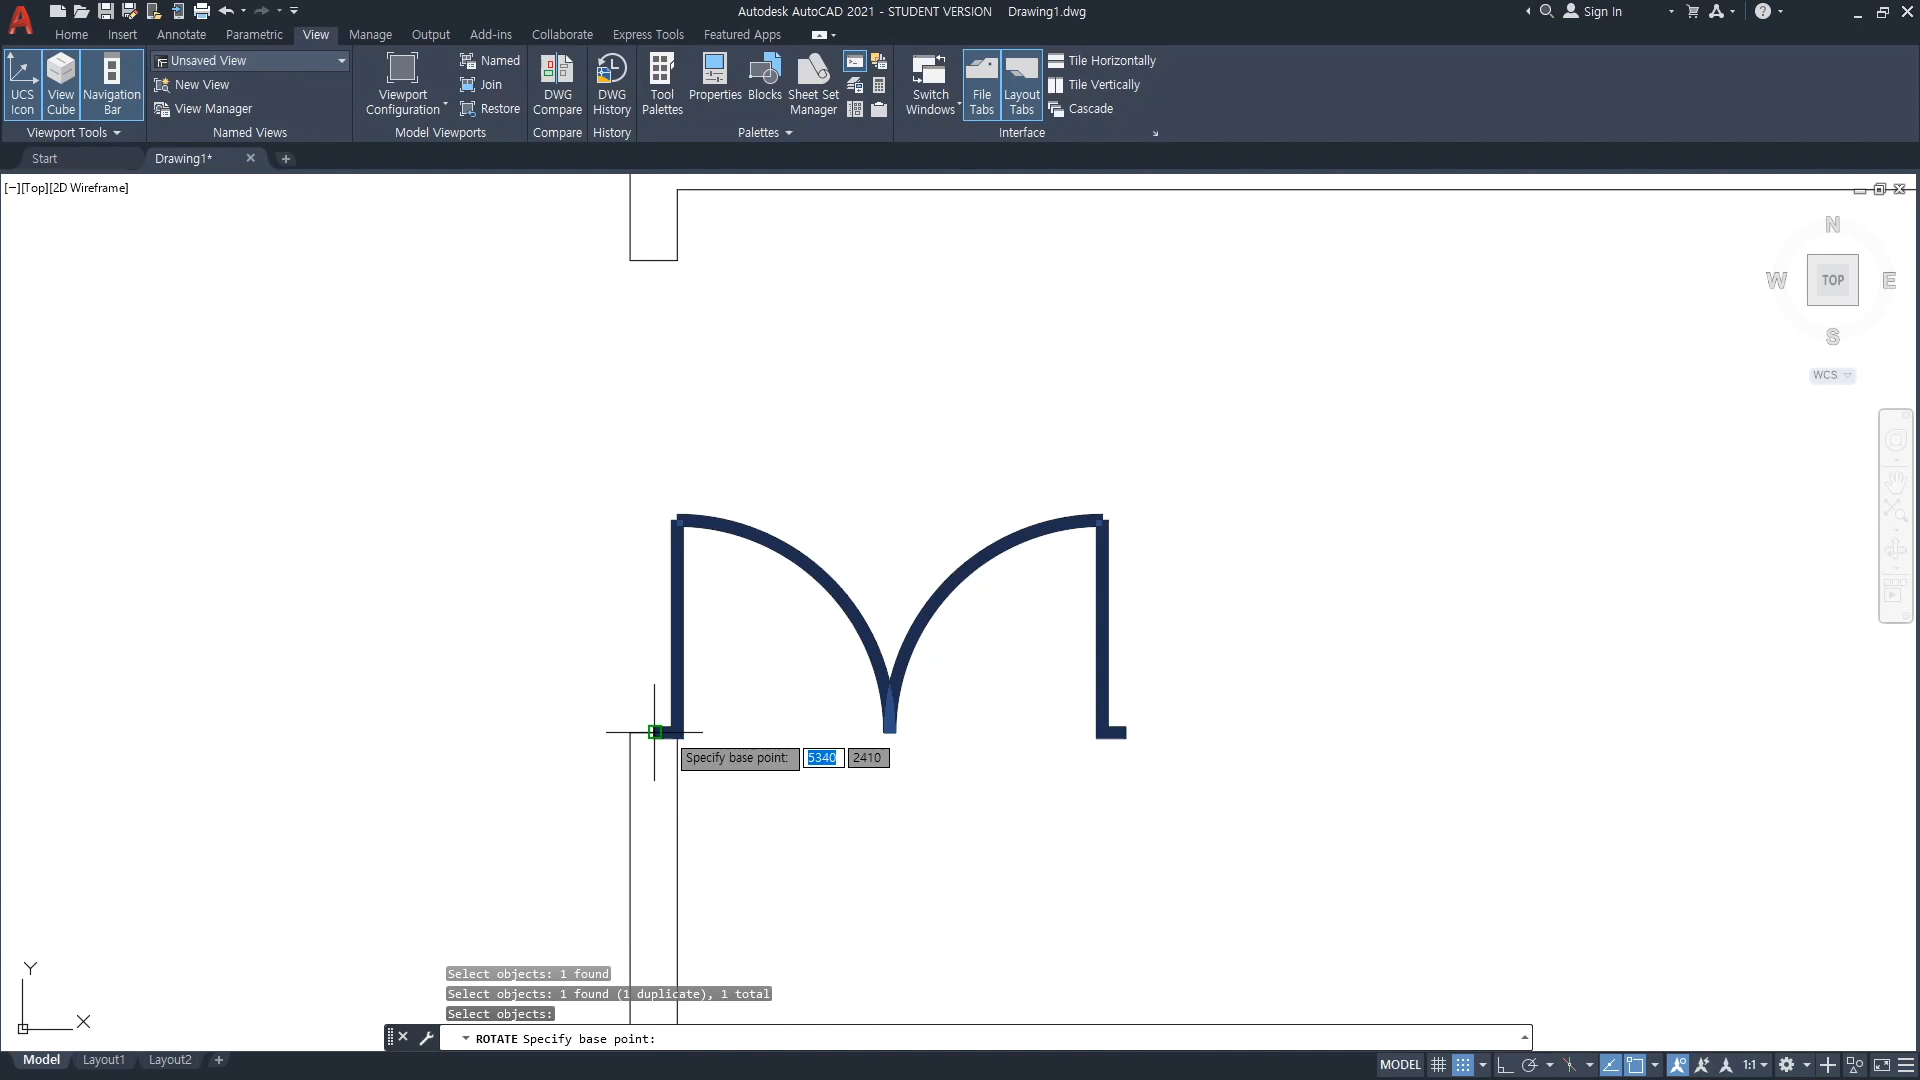 Autodesk AutoCAD 2021 - STUDENT VERSION Drawing1.dwg
Sign In
Home Insert Annotate Parametric View Manage Output Add-ins Collaborate Express Tools Featured Apps
UCS Icon
View Cube
Navigation Bar
Viewport Tools
Unsaved View
New View
View Manager
Named Views
Viewport Configuration
Named
Join
Restore
Model Viewports
DWG Compare
Compare
DWG History
History
Tool Palettes
Properties
Blocks
Sheet Set Manager
Palettes
Switch Windows
File Tabs
Layout Tabs
Tile Horizontally
Tile Vertically
Cascade
Interface
Start
Drawing1*
[−][Top][2D Wireframe]
N
W
TOP
E
S
WCS
Specify base point: 5340 2410
Y
X
Select objects: 1 found
Select objects: 1 found (1 duplicate), 1 total
Select objects:
ROTATE Specify base point:
Model Layout1 Layout2
MODEL
1:1